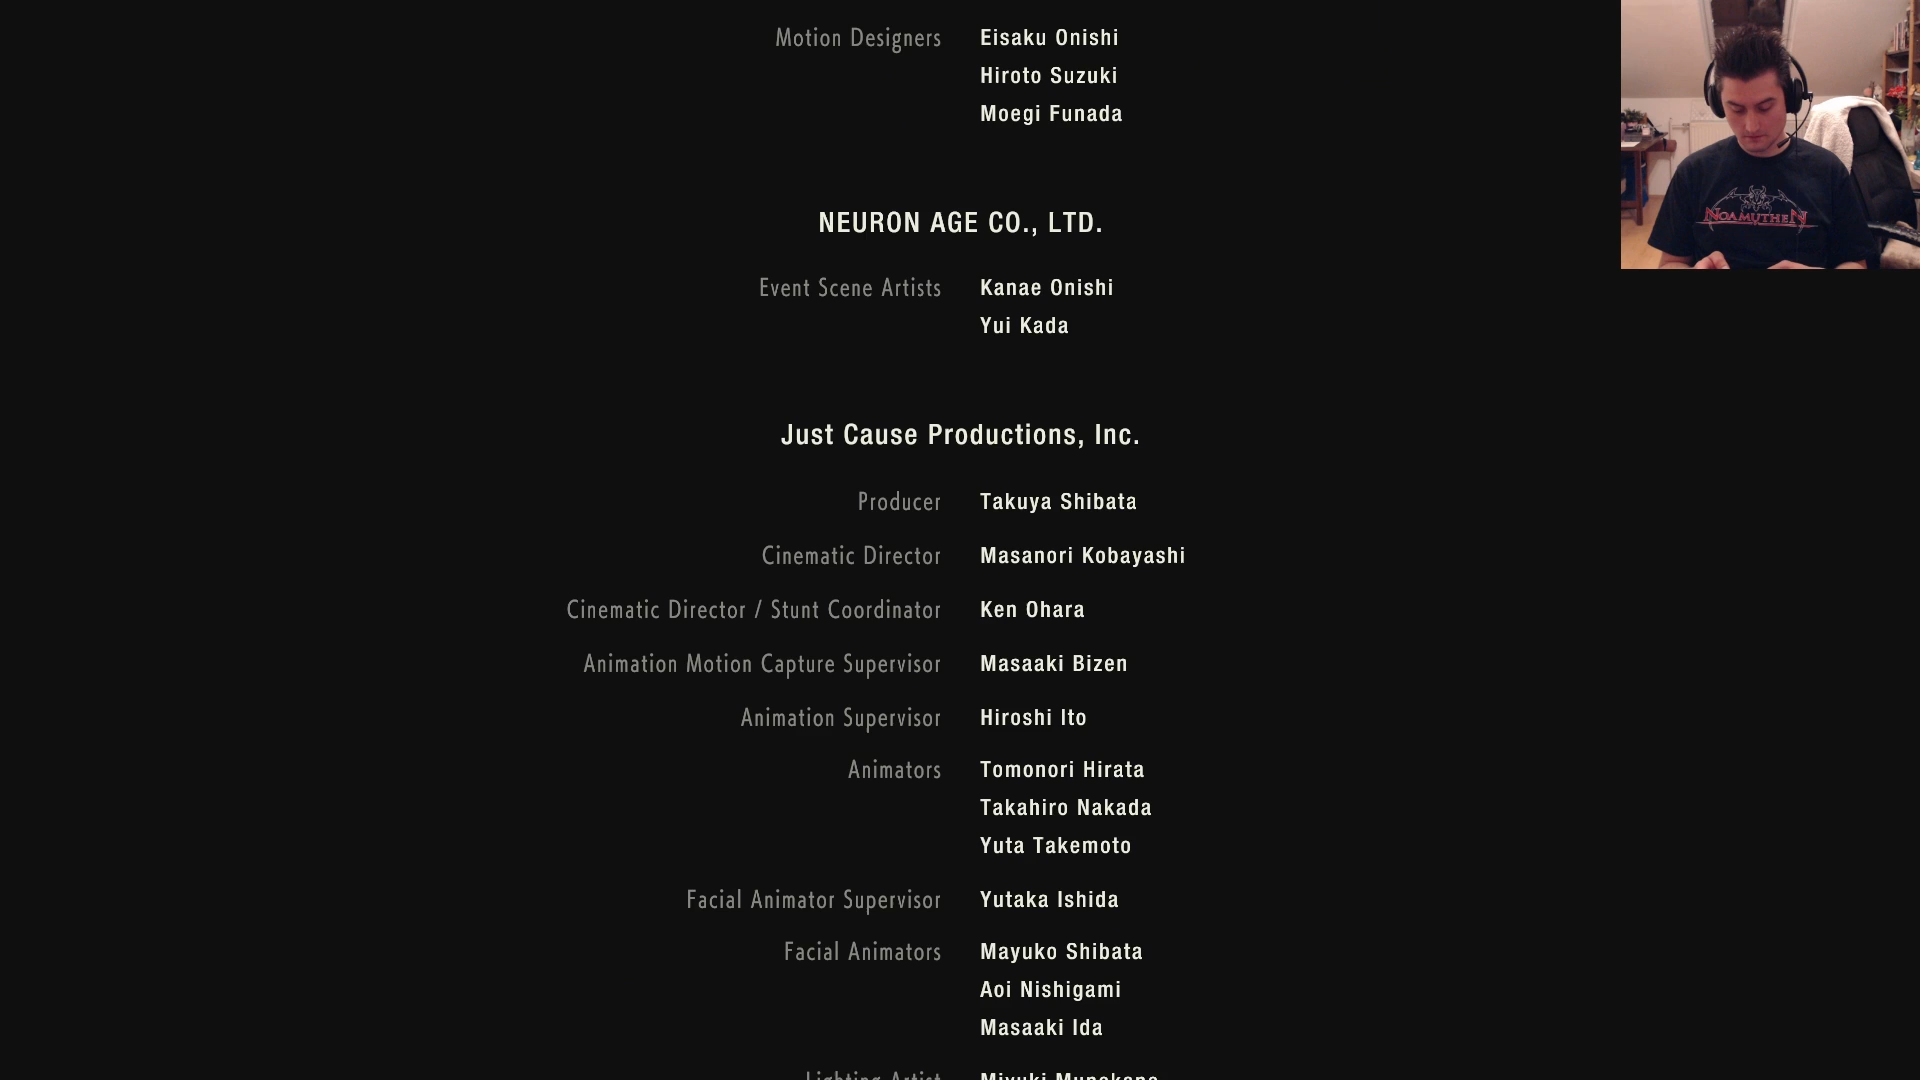 Motion Designers Eisaku Onishi
Hiroto Suzuki
Moegi Funada
NEURON AGE CO., LTD.
Event Scene Artists Kanae Onishi
Yui Kada
Just Cause Productions, Inc.
Producer Takuya Shibata
Cinematic Director Masanori Kobayashi
Cinematic Director / Stunt Coordinator Ken Ohara
Animation Motion Capture Supervisor Masaaki Bizen
Animation Supervisor Hiroshi Ito
Animators Tomonori Hirata
Takahiro Nakada
Yuta Takemoto
Facial Animator Supervisor Yutaka Ishida
Facial Animators Mayuko Shibata
Aoi Nishigami
Masaaki Ida
Lighting Artist Miyuki
NOAMUTHEN